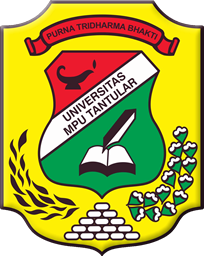 PURNA TRIDHARMA BHAKTI
UNIVERSITAS
MPU TANTULAR